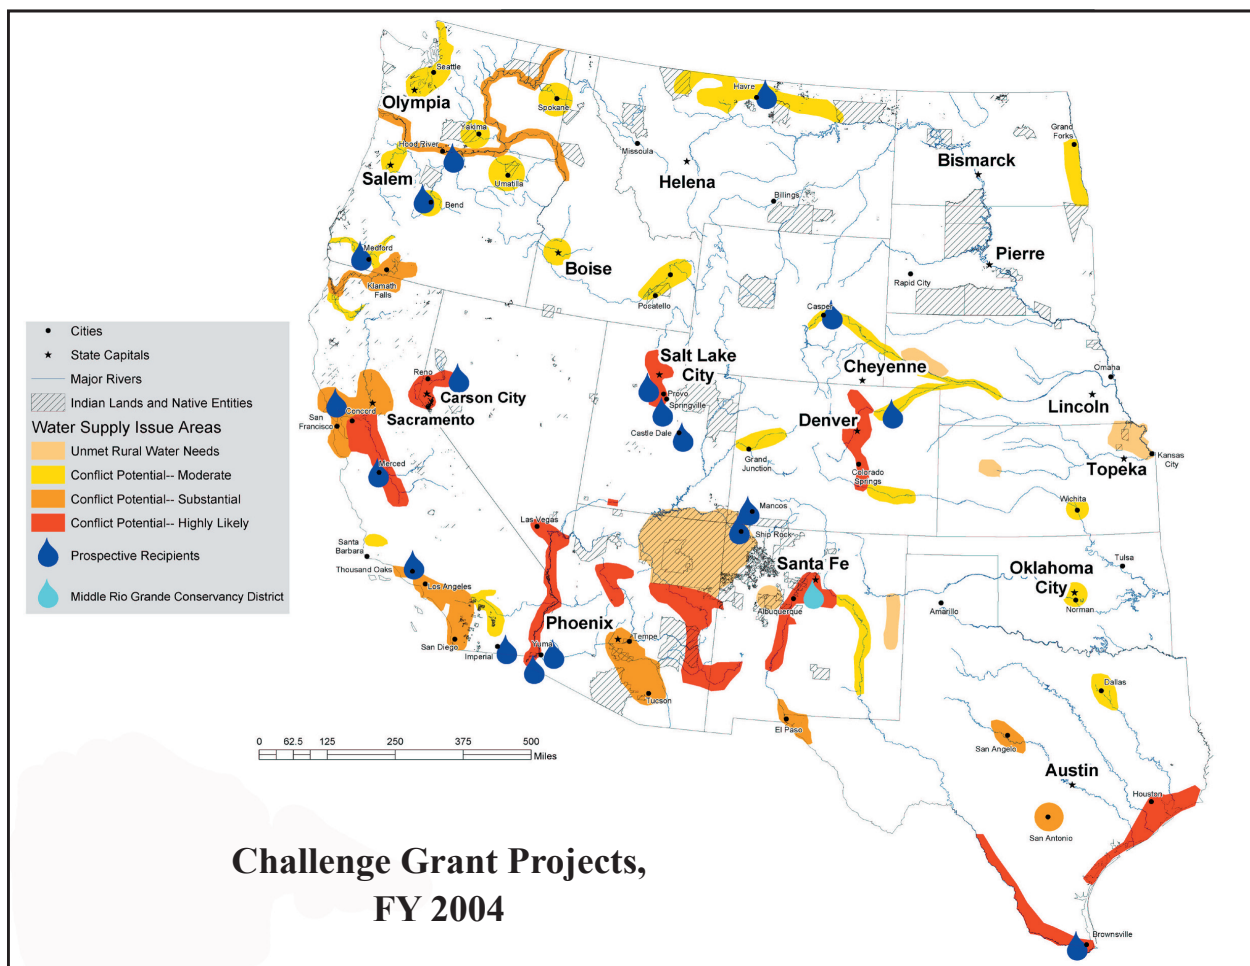 Seattle
Olympia
Spokane
Yakima
Hood River
Salem
Umatilla
Bend
Medford
Klamath
Falls
Havre
Missoula
Helena
Billings
Boise
Pocatello
Grand
Forks
Bismarck
Pierre
Rapid City
Casper
Cheyenne
Omaha
Lincoln
Salt Lake
City
Provo
Springville
Castle Dale
Reno
Carson City
Sacramento
San
Francisco
Concord
Merced
Denver
Grand
Junction
Colorado
Springs
Kansas
City
Topeka
Wichita
Las Vegas
Mancos
Ship Rock
Santa
Barbara
Thousand Oaks
Los Angeles
San Diego
Imperial
Yuma
Phoenix
Tempe
Tucson
Santa Fe
Albuquerque
Amarillo
Tulsa
Oklahoma
City
Norman
El Paso
Dallas
San Angelo
Austin
Houston
San Antonio
Brownsville
Cities
State Capitals
Major Rivers
Indian Lands and Native Entities
Water Supply Issue Areas
Unmet Rural Water Needs
Conflict Potential-- Moderate
Conflict Potential-- Substantial
Conflict Potential-- Highly Likely
Prospective Recipients
Middle Rio Grande Conservancy District
0 62.5 125 250 375 500
Miles
Challenge Grant Projects,
FY 2004